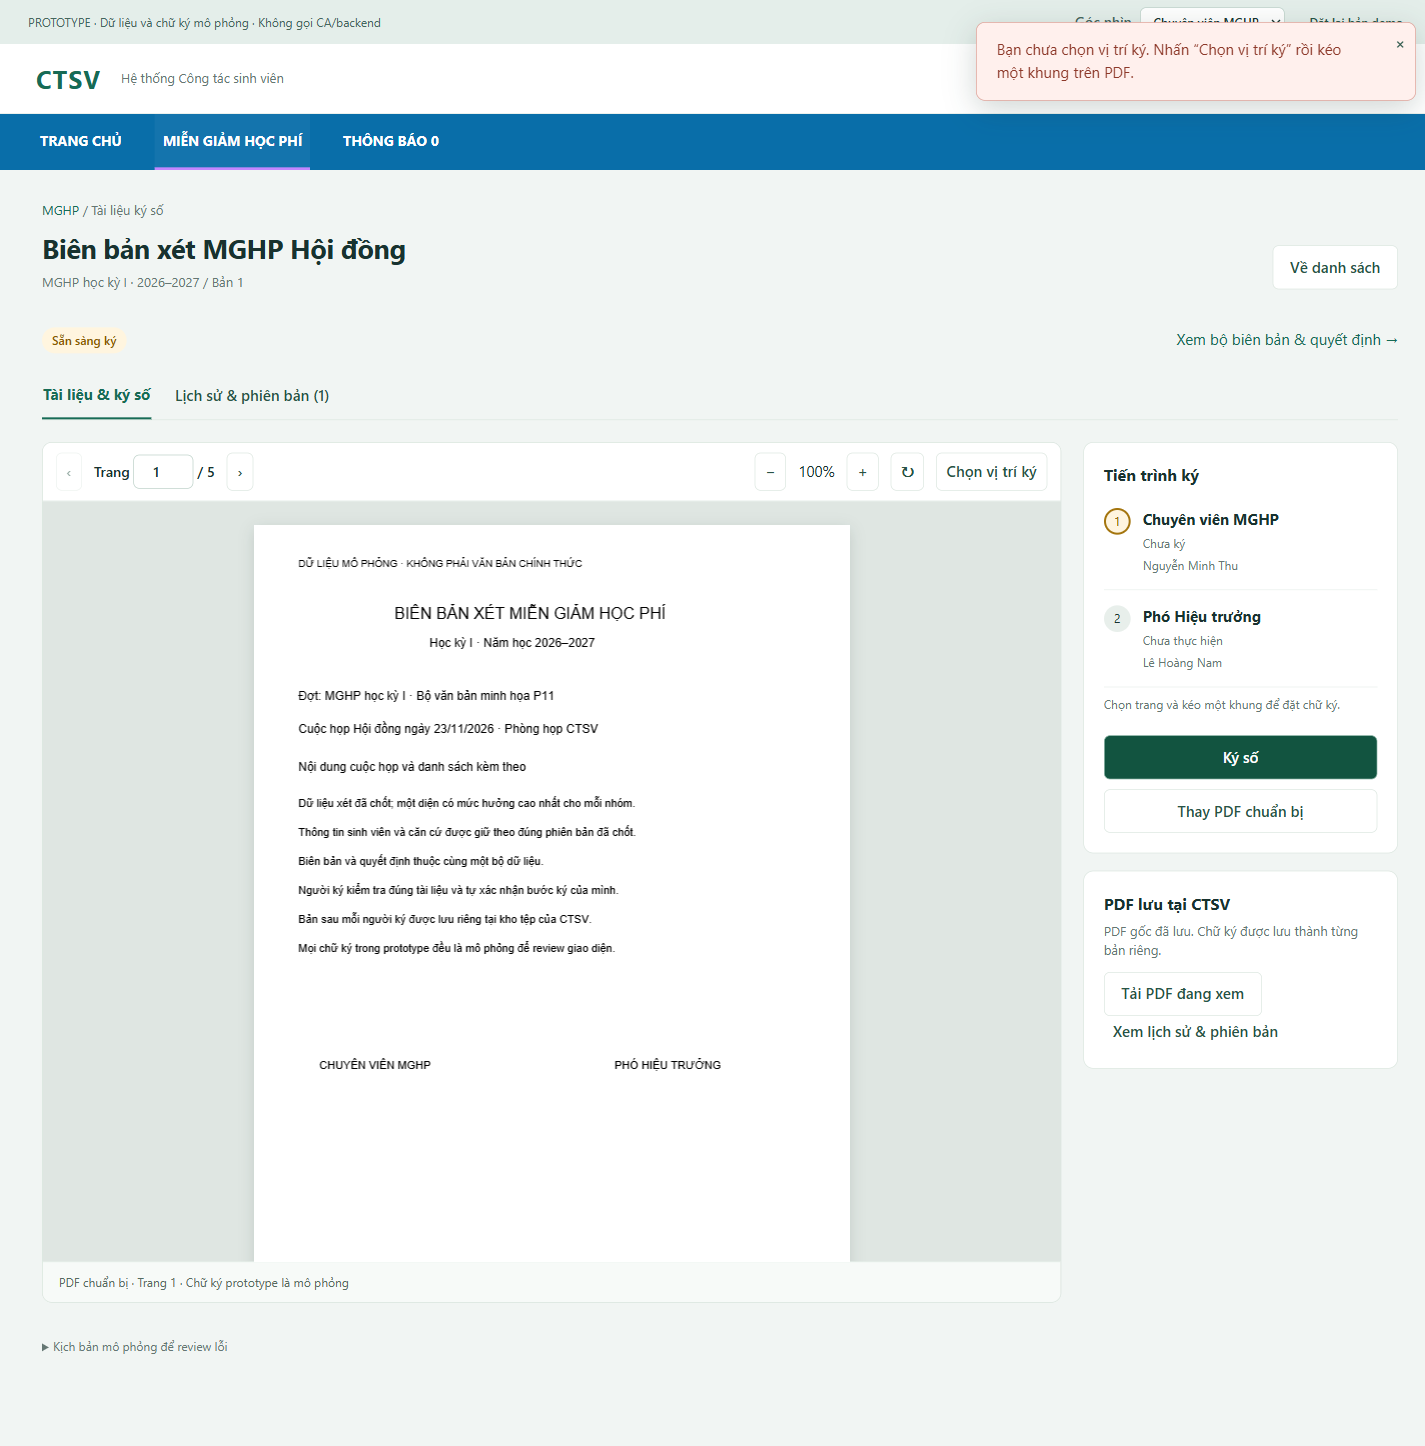 PROTOTYPE · Dữ liệu và chữ ký mô phỏng · Không gọi CA/backend
Bạn chưa chọn vị trí ký. Nhấn “Chọn vị trí ký” rồi kéo
một khung trên PDF.
×
CTSV
Hệ thống Công tác sinh viên
TRANG CHỦ
MIỄN GIẢM HỌC PHÍ
THÔNG BÁO 0
MGHP / Tài liệu ký số
Biên bản xét MGHP Hội đồng
MGHP học kỳ I · 2026–2027 / Bản 1
Về danh sách
Sẵn sàng ký
Xem bộ biên bản & quyết định →
Tài liệu & ký số
Lịch sử & phiên bản (1)
‹ Trang 1 / 5 ›
− 100% + ↻ Chọn vị trí ký
DỮ LIỆU MÔ PHỎNG · KHÔNG PHẢI VĂN BẢN CHÍNH THỨC
BIÊN BẢN XÉT MIỄN GIẢM HỌC PHÍ
Học kỳ I · Năm học 2026–2027
Đợt: MGHP học kỳ I · Bộ văn bản minh họa P11
Cuộc họp Hội đồng ngày 23/11/2026 · Phòng họp CTSV
Nội dung cuộc họp và danh sách kèm theo
Dữ liệu xét đã chốt; một diện có mức hưởng cao nhất cho mỗi nhóm.
Thông tin sinh viên và căn cứ được giữ theo đúng phiên bản đã chốt.
Biên bản và quyết định thuộc cùng một bộ dữ liệu.
Người ký kiểm tra đúng tài liệu và tự xác nhận bước ký của mình.
Bản sau mỗi người ký được lưu riêng tại kho tệp của CTSV.
Mọi chữ ký trong prototype đều là mô phỏng để review giao diện.
CHUYÊN VIÊN MGHP
PHÓ HIỆU TRƯỞNG
PDF chuẩn bị · Trang 1 · Chữ ký prototype là mô phỏng
Tiến trình ký
1
Chuyên viên MGHP
Chưa ký
Nguyễn Minh Thu
2
Phó Hiệu trưởng
Chưa thực hiện
Lê Hoàng Nam
Chọn trang và kéo một khung để đặt chữ ký.
Ký số
Thay PDF chuẩn bị
PDF lưu tại CTSV
PDF gốc đã lưu. Chữ ký được lưu thành từng
bản riêng.
Tải PDF đang xem
Xem lịch sử & phiên bản
▶ Kịch bản mô phỏng để review lỗi